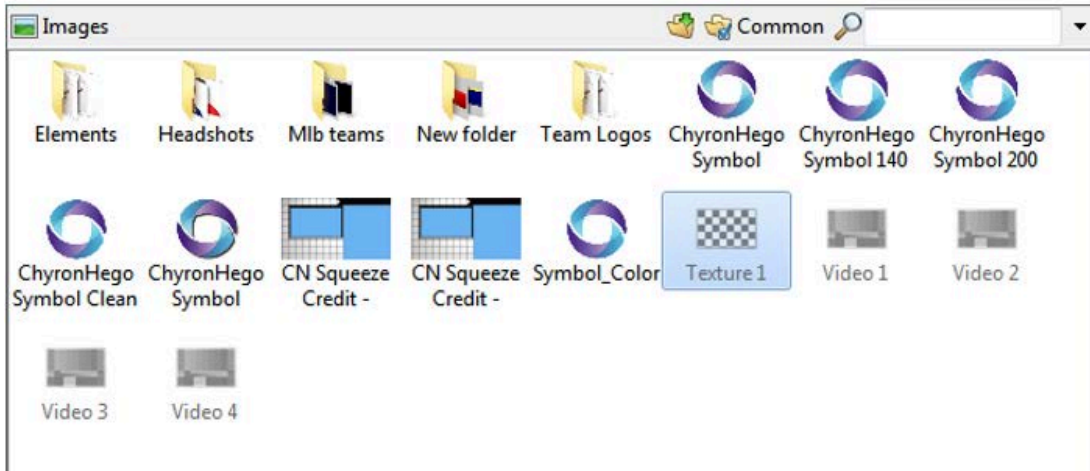 Images Common
Elements Headshots Mlb teams New folder Team Logos ChyronHego ChyronHego ChyronHego
Symbol Symbol 140 Symbol 200
ChyronHego ChyronHego CN Squeeze CN Squeeze Symbol_Color Texture 1 Video 1 Video 2
Symbol Clean Symbol Credit - Credit -
Video 3 Video 4